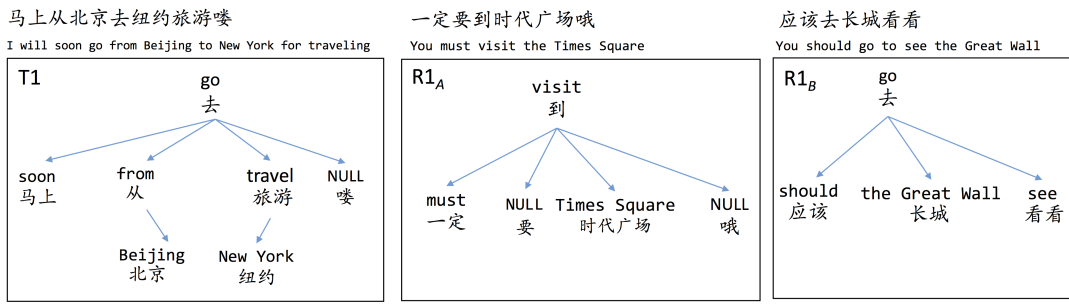 马上从北京去纽约旅游喽
I will soon go from Beijing to New York for traveling
T1
go
去
soon
马上
from
从
travel
旅游
NULL
喽
Beijing
北京
New York
纽约
一定要到时代广场哦
You must visit the Times Square
R1A
visit
到
must
一定
NULL
要
Times Square
时代广场
NULL
哦
应该去长城看看
You should go to see the Great Wall
R1B
go
去
should
应该
the Great Wall
长城
see
看看